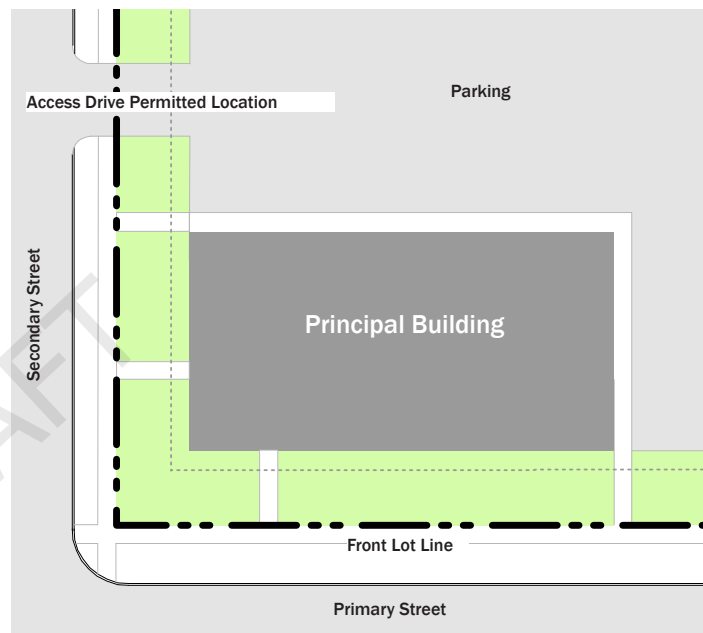 Access Drive Permitted Location
Parking
Secondary Street
Principal Building
Front Lot Line
Primary Street